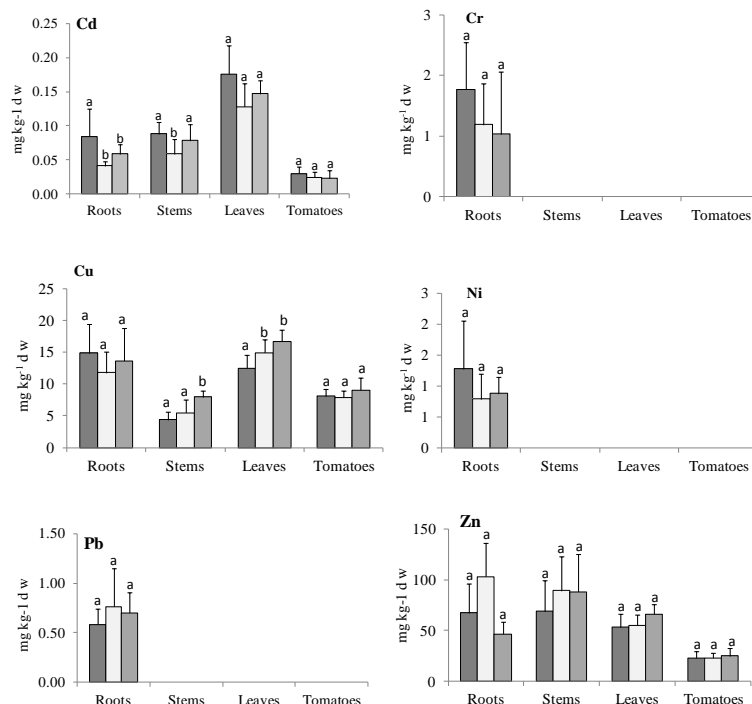 Cd
mg kg-1 d w
0.25
0.20
0.15
0.10
0.05
0.00
a
b
b
a
b
a
a
a
a
a
a
a
Roots Stems Leaves Tomatoes
Cr
mg kg⁻¹ d w
3
2
2
1
1
0
a
a
a
Roots Stems Leaves Tomatoes
Cu
mg kg⁻¹ d w
25
20
15
10
5
0
a
a
a
a
a
b
a
b
b
a
a
a
Roots Stems Leaves Tomatoes
Ni
mg kg⁻¹ d w
3
2
2
1
1
0
a
a
a
Roots Stems Leaves Tomatoes
Pb
mg kg-1 d w
1.50
1.00
0.50
0.00
a
a
a
Roots Stems Leaves Tomatoes
Zn
mg kg-1 d w
150
100
50
0
a
a
a
a
a
a
a
a
a
a
a
a
Roots Stems Leaves Tomatoes